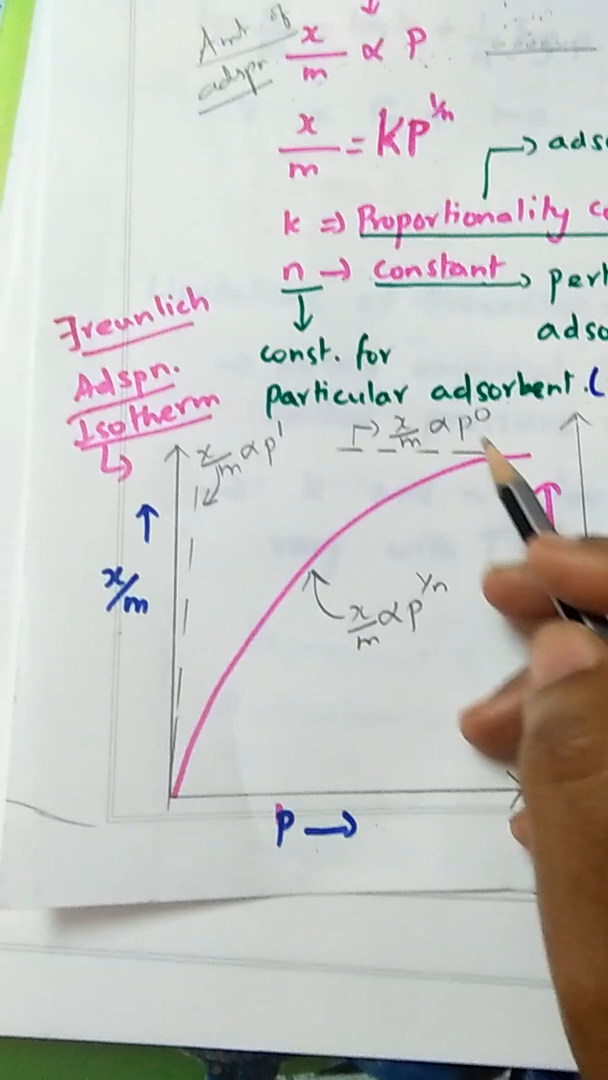 Amt. of
adspn.
x/m ∝ P
x/m = kP^1/n
→ ads
k ⇒ Proportionality c
n → constant → per
ads
↓
const. for
particular adsorbent. (
Freunlich
Adspn.
Isotherm
x/m ∝ p^1
→ x/m ∝ p^0
↑
x/m
x/m ∝ p^1/n
P →